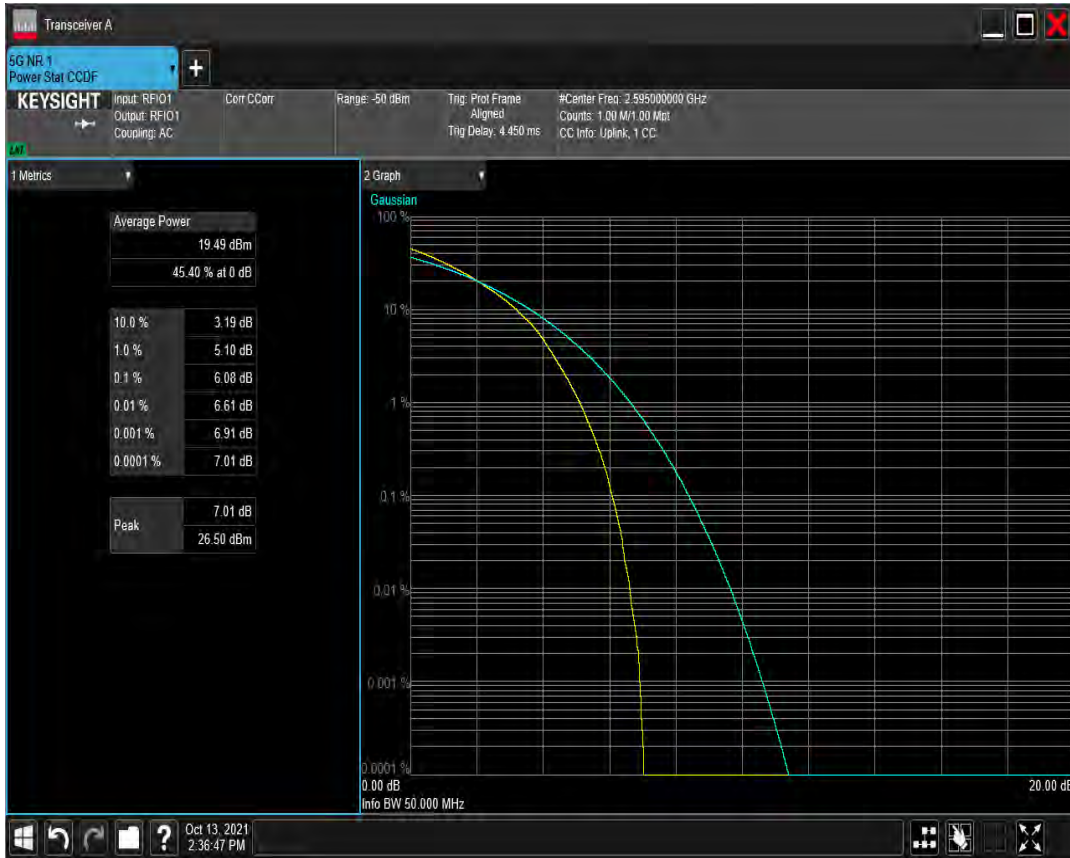 Transceiver A
5G NR 1
Power Stat CCDF
+
KEYSIGHT
Input: RFIO1
Output: RFIO1
Coupling: AC
Corr CCorr
Range: -50 dBm
Trig: Prot Frame
Aligned
Trig Delay: 4.450 ms
#Center Freq: 2.595000000 GHz
Counts: 1.00 M/1.00 Mpt
CC Info: Uplink, 1 CC
1 Metrics
Average Power
19.49 dBm
45.40 % at 0 dB
10.0 % 3.19 dB
1.0 % 5.10 dB
0.1 % 6.08 dB
0.01 % 6.61 dB
0.001 % 6.91 dB
0.0001 % 7.01 dB
Peak
7.01 dB
26.50 dBm
2 Graph
Gaussian
100 %
10 %
1 %
0.1 %
0.01 %
0.001 %
0.0001 %
0.00 dB 20.00 dB
Info BW 50.000 MHz
?
Oct 13, 2021
2:36:47 PM